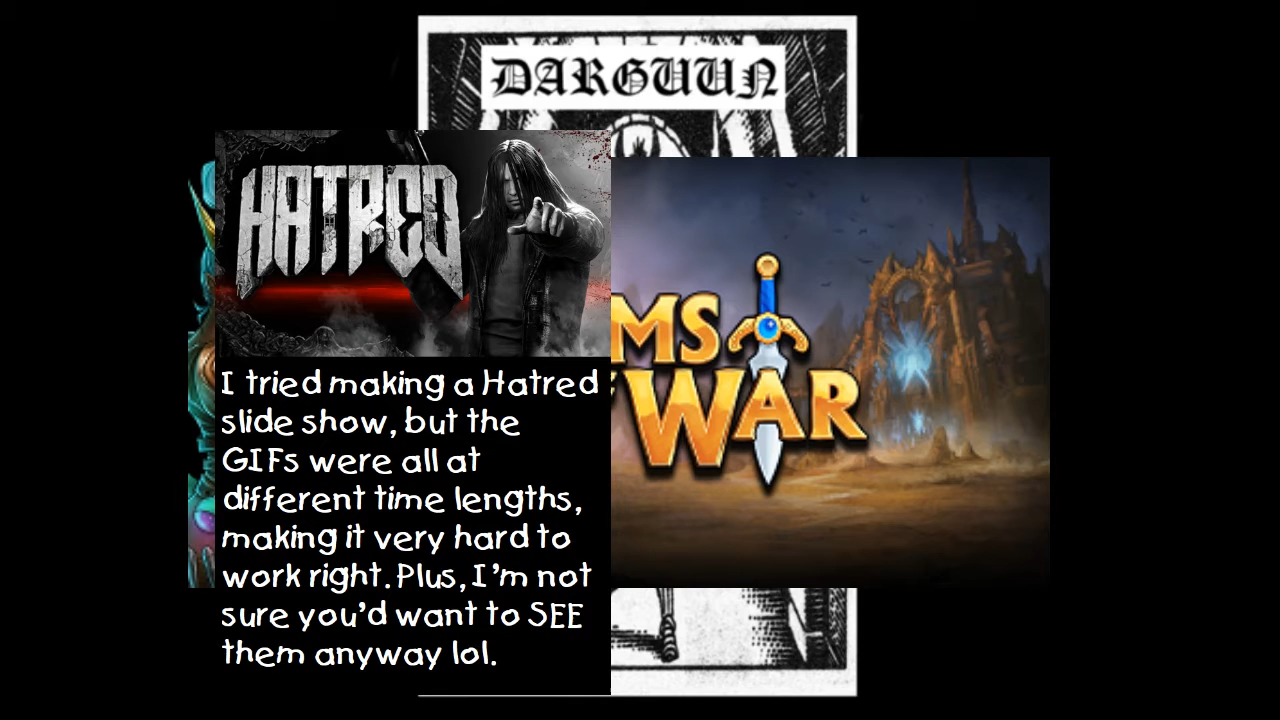 DARGUUN
HATRED
MS
WAR
I tried making a Hatred
slide show, but the
GIFs were all at
different time lengths,
making it very hard to
work right. Plus, I'm not
sure you'd want to SEE
them anyway lol.